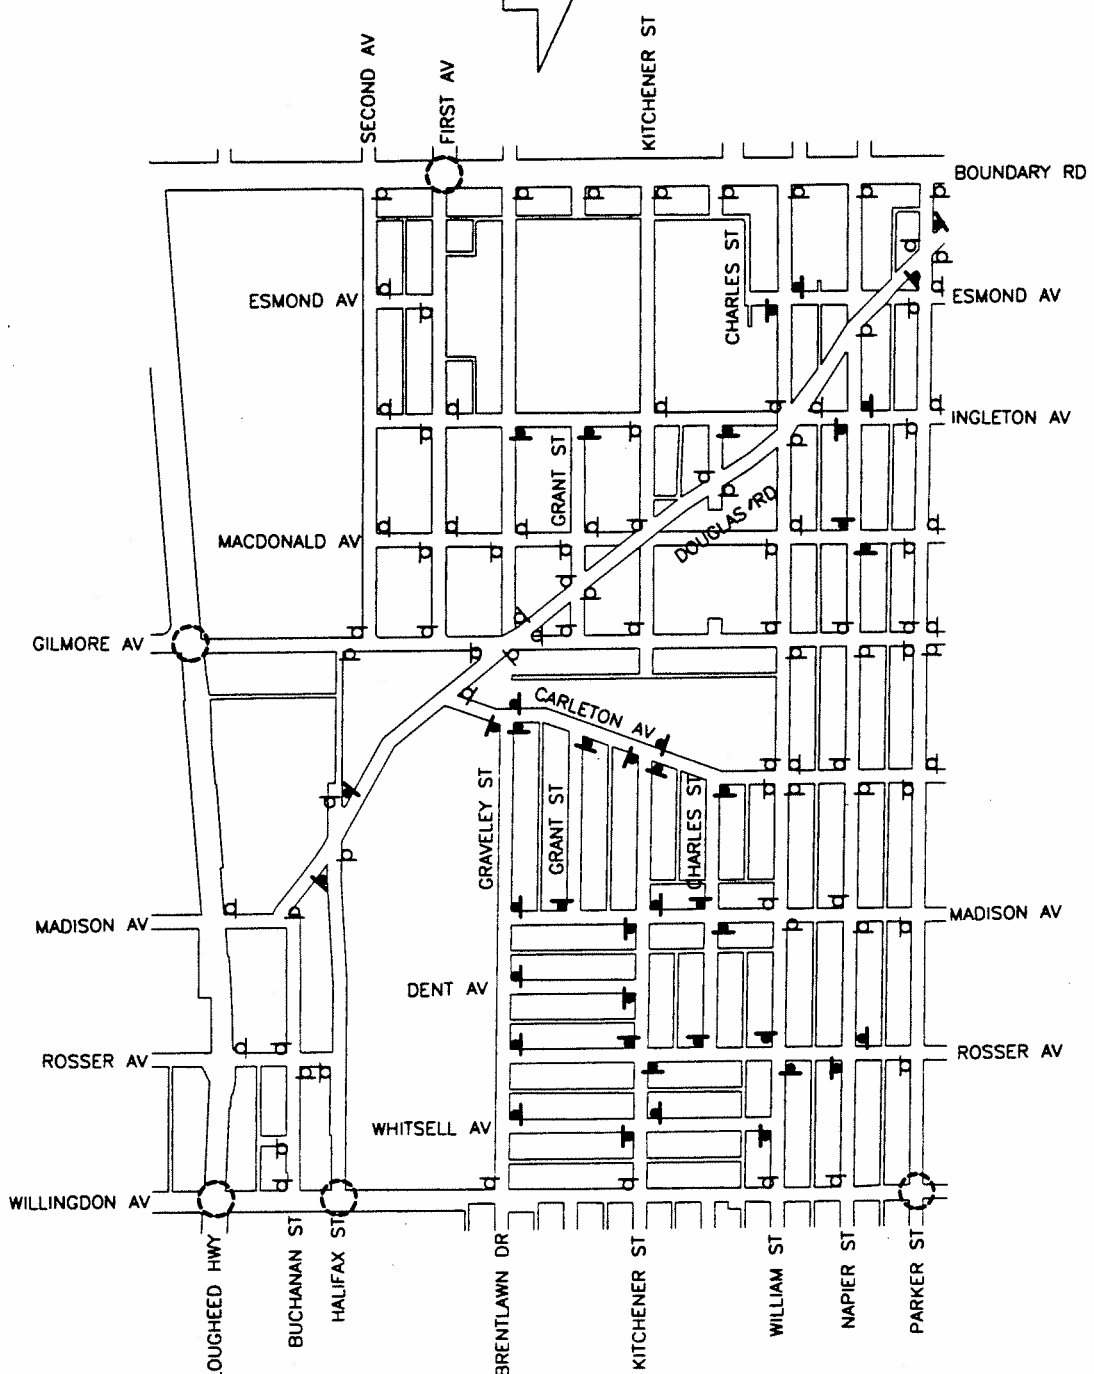 SECOND AV
FIRST AV
KITCHENER ST
BOUNDARY RD
CHARLES ST
ESMOND AV
ESMOND AV
INGLETON AV
GRANT ST
DOUGLAS RD
MACDONALD AV
GILMORE AV
CARLETON AV
GRAVELEY ST
GRANT ST
CHARLES ST
MADISON AV
MADISON AV
DENT AV
ROSSER AV
ROSSER AV
WHITSELL AV
WILLINGDON AV
OUGHEED HWY
BUCHANAN ST
HALIFAX ST
BRENTLAWN DR
KITCHENER ST
WILLIAM ST
NAPIER ST
PARKER ST